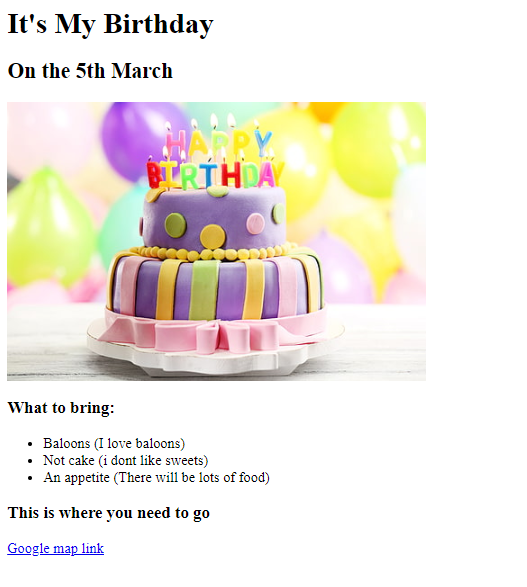 It's My Birthday
On the 5th March
HAPPY
BIRTHDAY
What to bring:
Baloons (I love baloons)
Not cake (i dont like sweets)
An appetite (There will be lots of food)
This is where you need to go
Google map link